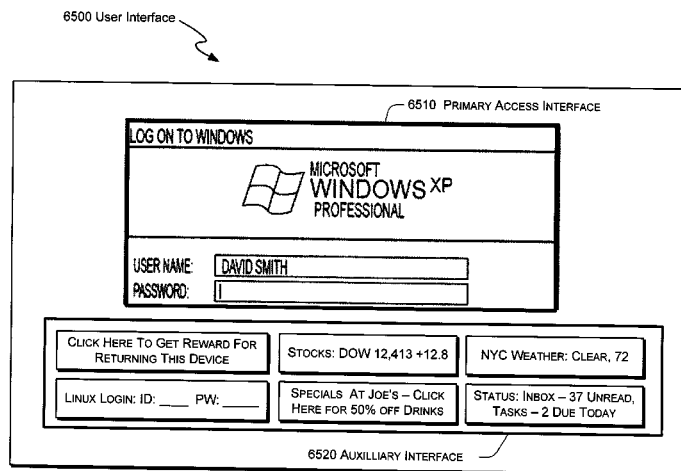 6500 User Interface
6510 PRIMARY ACCESS INTERFACE
LOG ON TO WINDOWS
MICROSOFT
WINDOWS XP
PROFESSIONAL
USER NAME: DAVID SMITH
PASSWORD:
CLICK HERE TO GET REWARD FOR
RETURNING THIS DEVICE
STOCKS: DOW 12,413 +12.8
NYC WEATHER: CLEAR, 72
LINUX LOGIN: ID: ____ PW: _____
SPECIALS AT JOE'S – CLICK
HERE FOR 50% OFF DRINKS
STATUS: INBOX – 37 UNREAD,
TASKS – 2 DUE TODAY
6520 AUXILLIARY INTERFACE